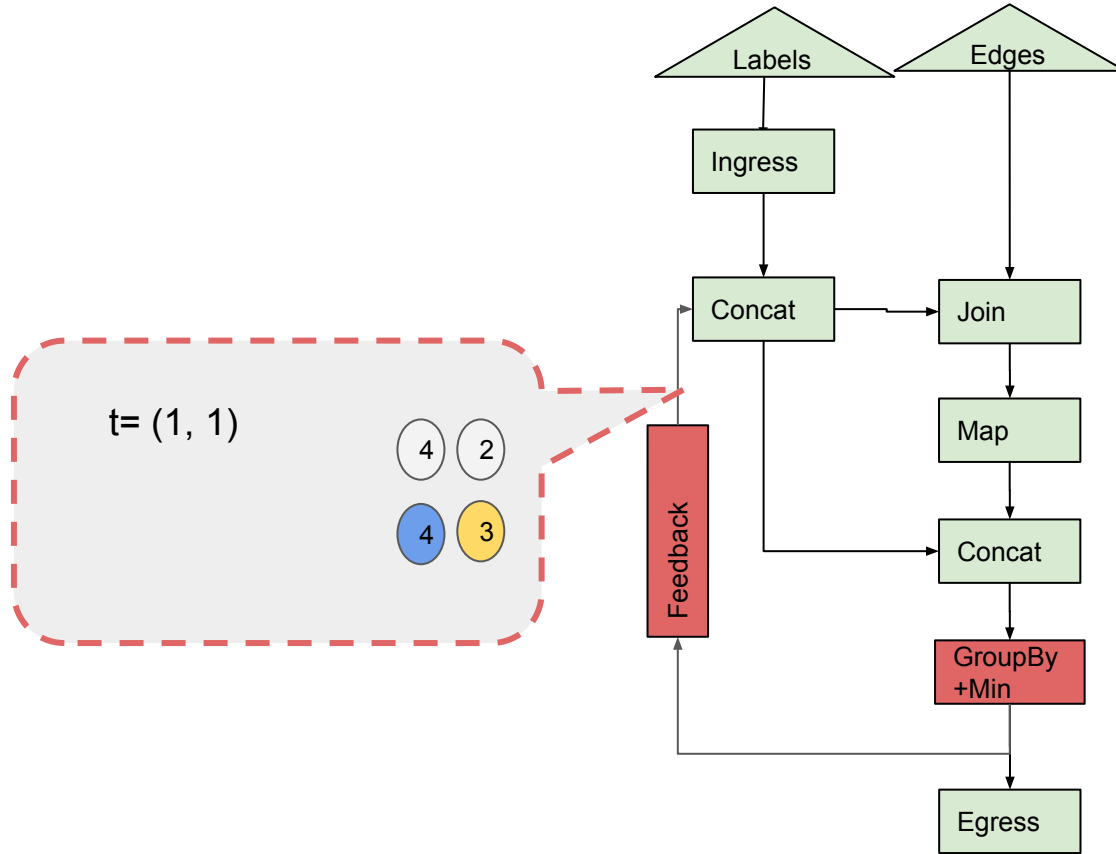 Labels
Edges
Ingress
Concat
Join
t= (1, 1)
4 2
Map
4 3
Feedback
Concat
GroupBy
+Min
Egress